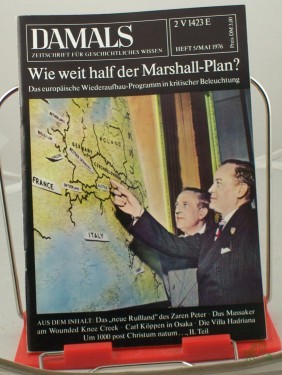 DAMALS
ZEITSCHRIFT FÜR GESCHICHTLICHES WISSEN
2 V 1423 E
HEFT 5/MAI 1976
Preis DM 3,80
Wie weit half der Marshall-Plan?
Das europäische Wiederaufbau-Programm in kritischer Beleuchtung
POLAND
GERMANY
FRANCE
ITALY
AUS DEM INHALT: Das „neue Rußland" des Zaren Peter · Das Massaker
am Wounded Knee Creek · Carl Köppen in Osaka · Die Villa Hadriana
Um 1000 post Christum natum . . ., II. Teil